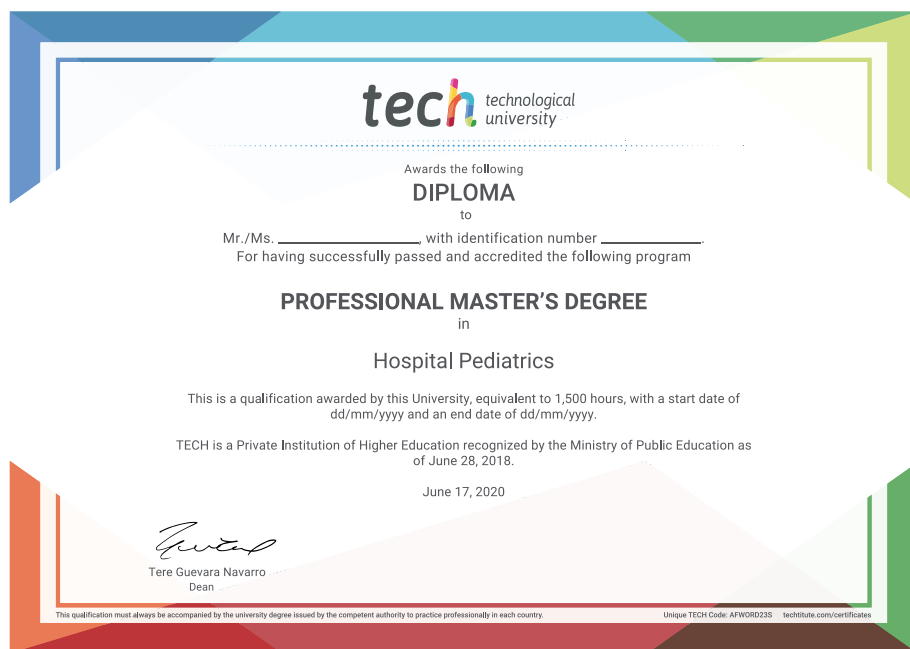 tech technological
university
Awards the following
DIPLOMA
to
Mr./Ms. ____________, with identification number ____________.
For having successfully passed and accredited the following program
PROFESSIONAL MASTER'S DEGREE
in
Hospital Pediatrics
This is a qualification awarded by this University, equivalent to 1,500 hours, with a start date of
dd/mm/yyyy and an end date of dd/mm/yyyy.
TECH is a Private Institution of Higher Education recognized by the Ministry of Public Education as
of June 28, 2018.
June 17, 2020
Tere Guevara Navarro
Dean
This qualification must always be accompanied by the university degree issued by the competent authority to practice professionally in each country. Unique TECH Code: AFWORD23S techtitute.com/certificates